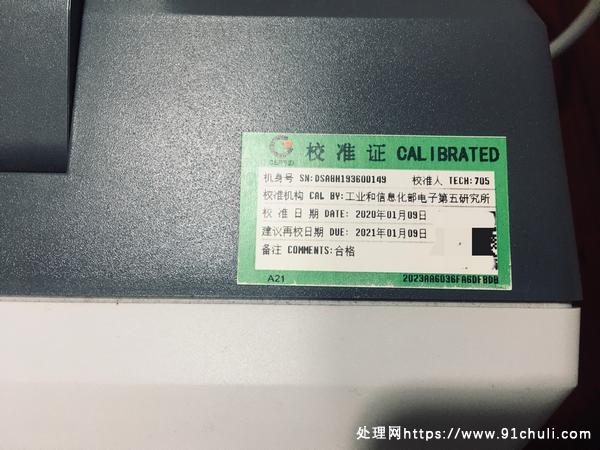 校准证 CALIBRATED
机身号 SN:DSABH193600149 校准人 TECH:705
校准机构 CAL BY:工业和信息化部电子第五研究所
校 准 日 期 DATE: 2020年01月09日
建议再校日期 DUE: 2021年01月09日
备注 COMMENTS:合格
A21 2023AA6036FA6DFBDB
处理网https://www.91chuli.com/